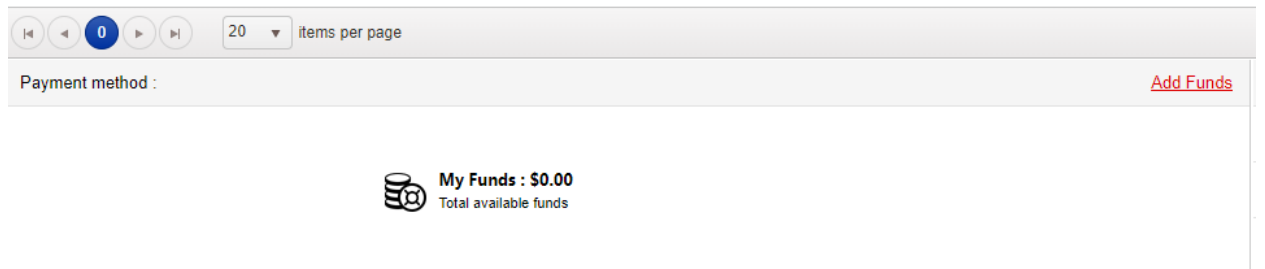 0 20 items per page
Payment method : Add Funds
My Funds : $0.00
Total available funds